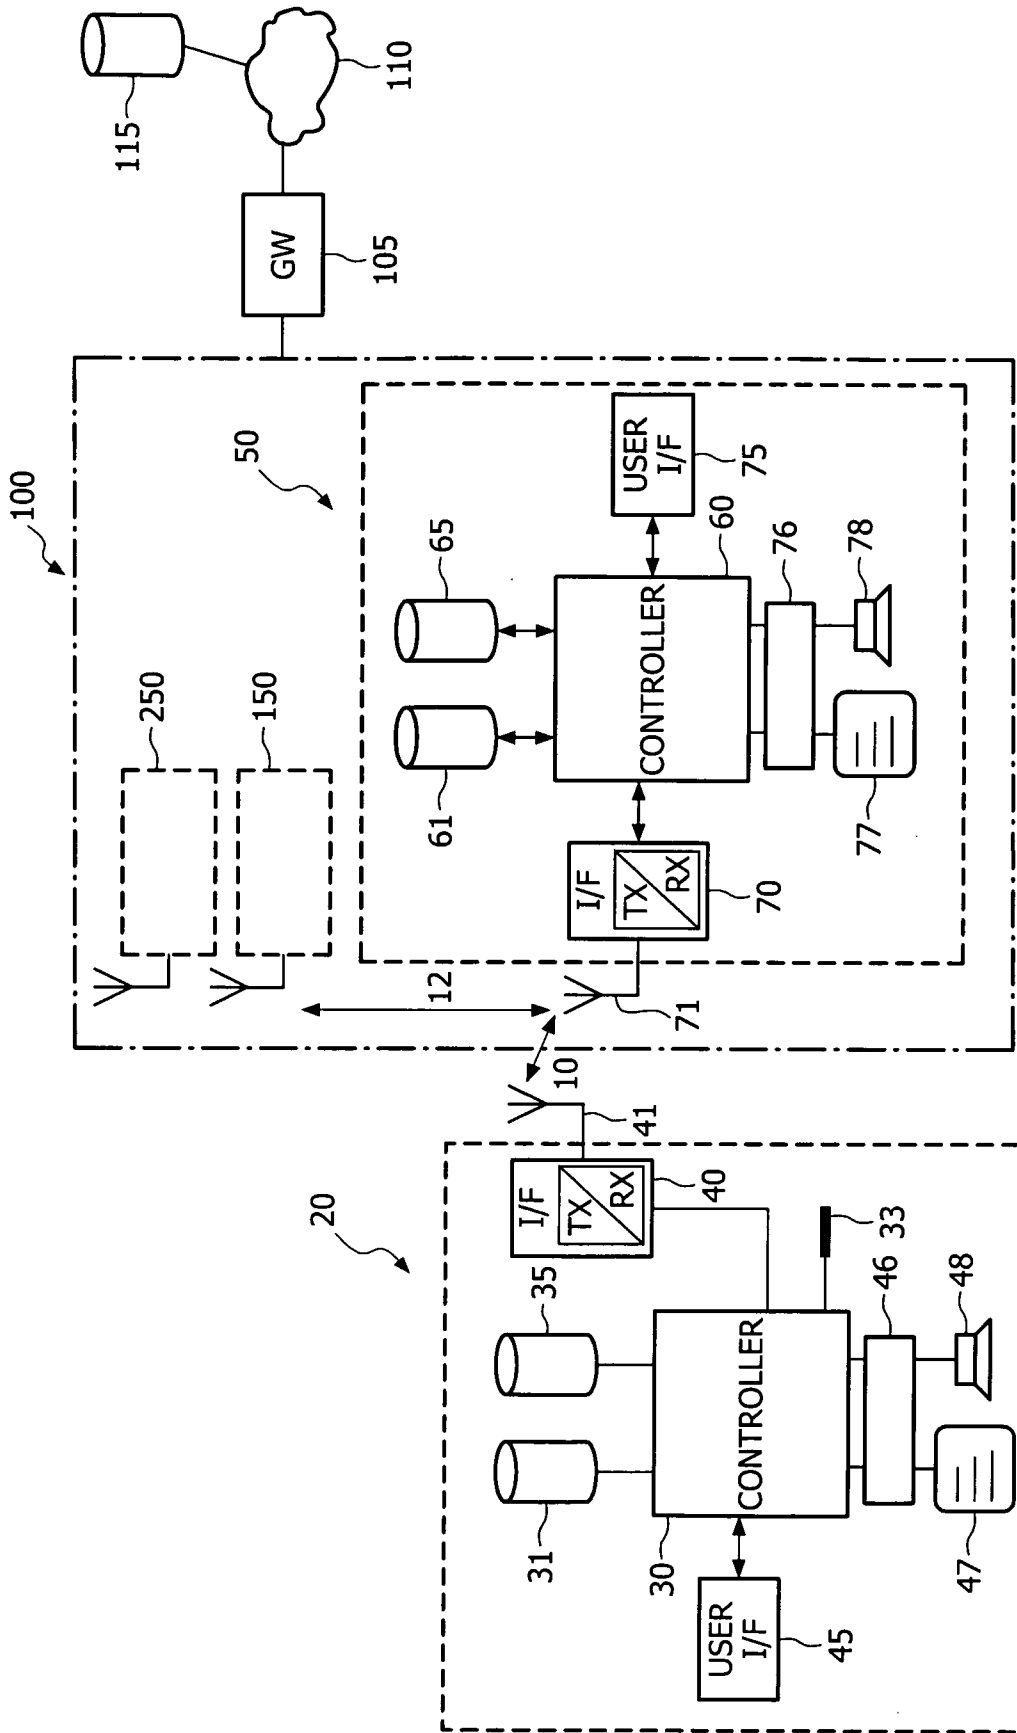 100
115
110
GW
105
50
250
150
65
61
CONTROLLER
60
USER
I/F
75
I/F
TX
RX
70
76
77
78
12
71
10
41
20
I/F
TX
RX
40
35
31
CONTROLLER
30
33
USER
I/F
45
46
47
48